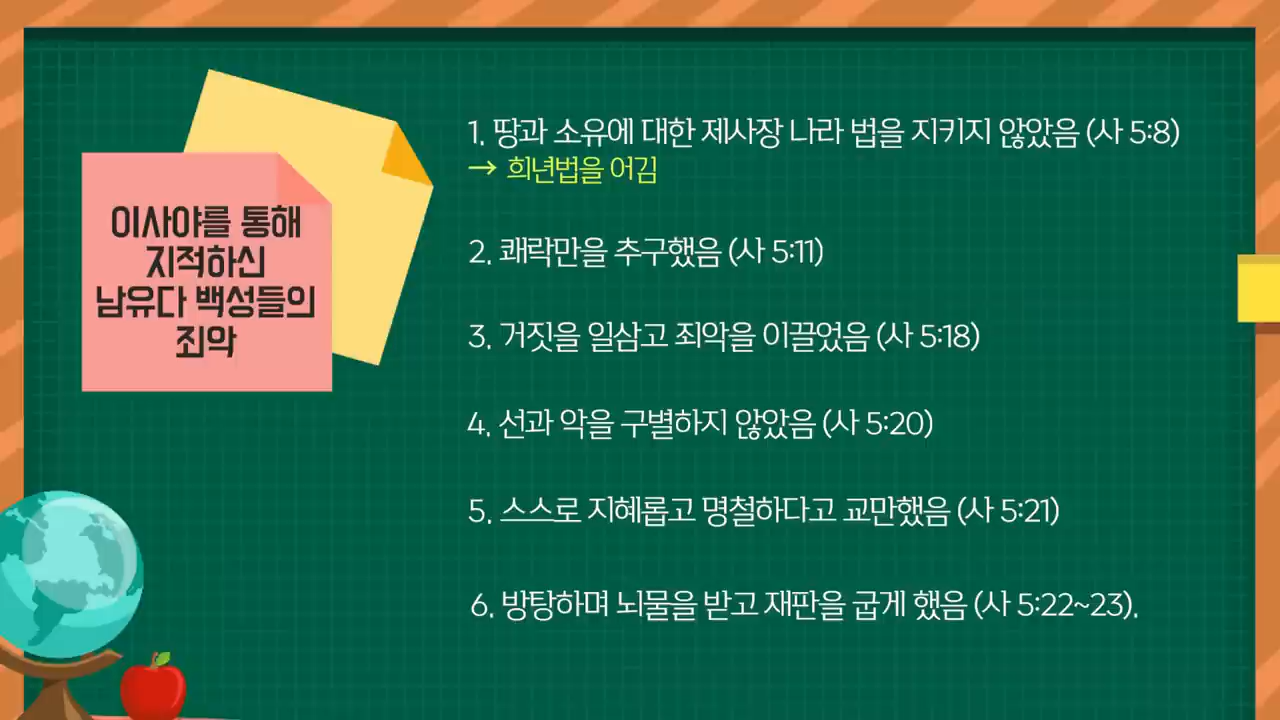 이사야를 통해
지적하신
남유다 백성들의
죄악
1. 땅과 소유에 대한 제사장 나라 법을 지키지 않았음 (사 5:8)
→ 희년법을 어김
2. 쾌락만을 추구했음 (사 5:11)
3. 거짓을 일삼고 죄악을 이끌었음 (사 5:18)
4. 선과 악을 구별하지 않았음 (사 5:20)
5. 스스로 지혜롭고 명철하다고 교만했음 (사 5:21)
6. 방탕하며 뇌물을 받고 재판을 굽게 했음 (사 5:22~23).